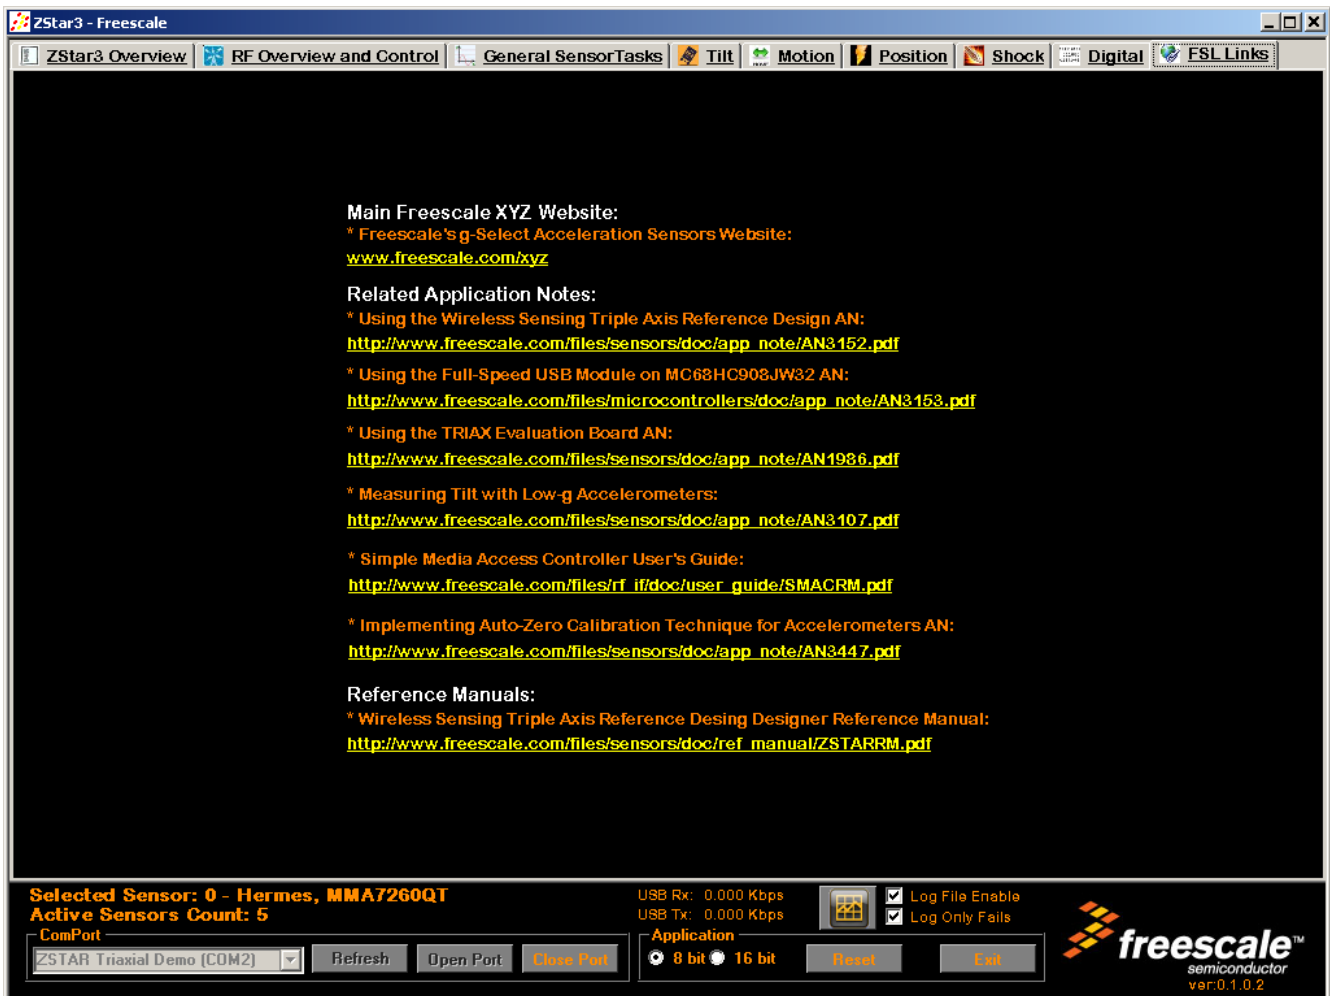 ZStar3 - Freescale
ZStar3 Overview RF Overview and Control General SensorTasks Tilt Motion Position Shock Digital FSL Links
Main Freescale XYZ Website:
* Freescale's g-Select Acceleration Sensors Website:
www.freescale.com/xyz
Related Application Notes:
* Using the Wireless Sensing Triple Axis Reference Design AN:
http://www.freescale.com/files/sensors/doc/app_note/AN3152.pdf
* Using the Full-Speed USB Module on MC68HC908JW32 AN:
http://www.freescale.com/files/microcontrollers/doc/app_note/AN3153.pdf
* Using the TRIAX Evaluation Board AN:
http://www.freescale.com/files/sensors/doc/app_note/AN1986.pdf
* Measuring Tilt with Low-g Accelerometers:
http://www.freescale.com/files/sensors/doc/app_note/AN3107.pdf
* Simple Media Access Controller User's Guide:
http://www.freescale.com/files/rf_if/doc/user_guide/SMACRM.pdf
* Implementing Auto-Zero Calibration Technique for Accelerometers AN:
http://www.freescale.com/files/sensors/doc/app_note/AN3447.pdf
Reference Manuals:
* Wireless Sensing Triple Axis Reference Desing Designer Reference Manual:
http://www.freescale.com/files/sensors/doc/ref_manual/ZSTARRM.pdf
Selected Sensor: 0 - Hermes, MMA7260QT
Active Sensors Count: 5
ComPort
ZSTAR Triaxial Demo (COM2) Refresh Open Port Close Port
USB Rx: 0.000 Kbps
USB Tx: 0.000 Kbps
Log File Enable
Log Only Fails
Application
8 bit 16 bit Reset Exit
freescale™
semiconductor
ver:0.1.0.2